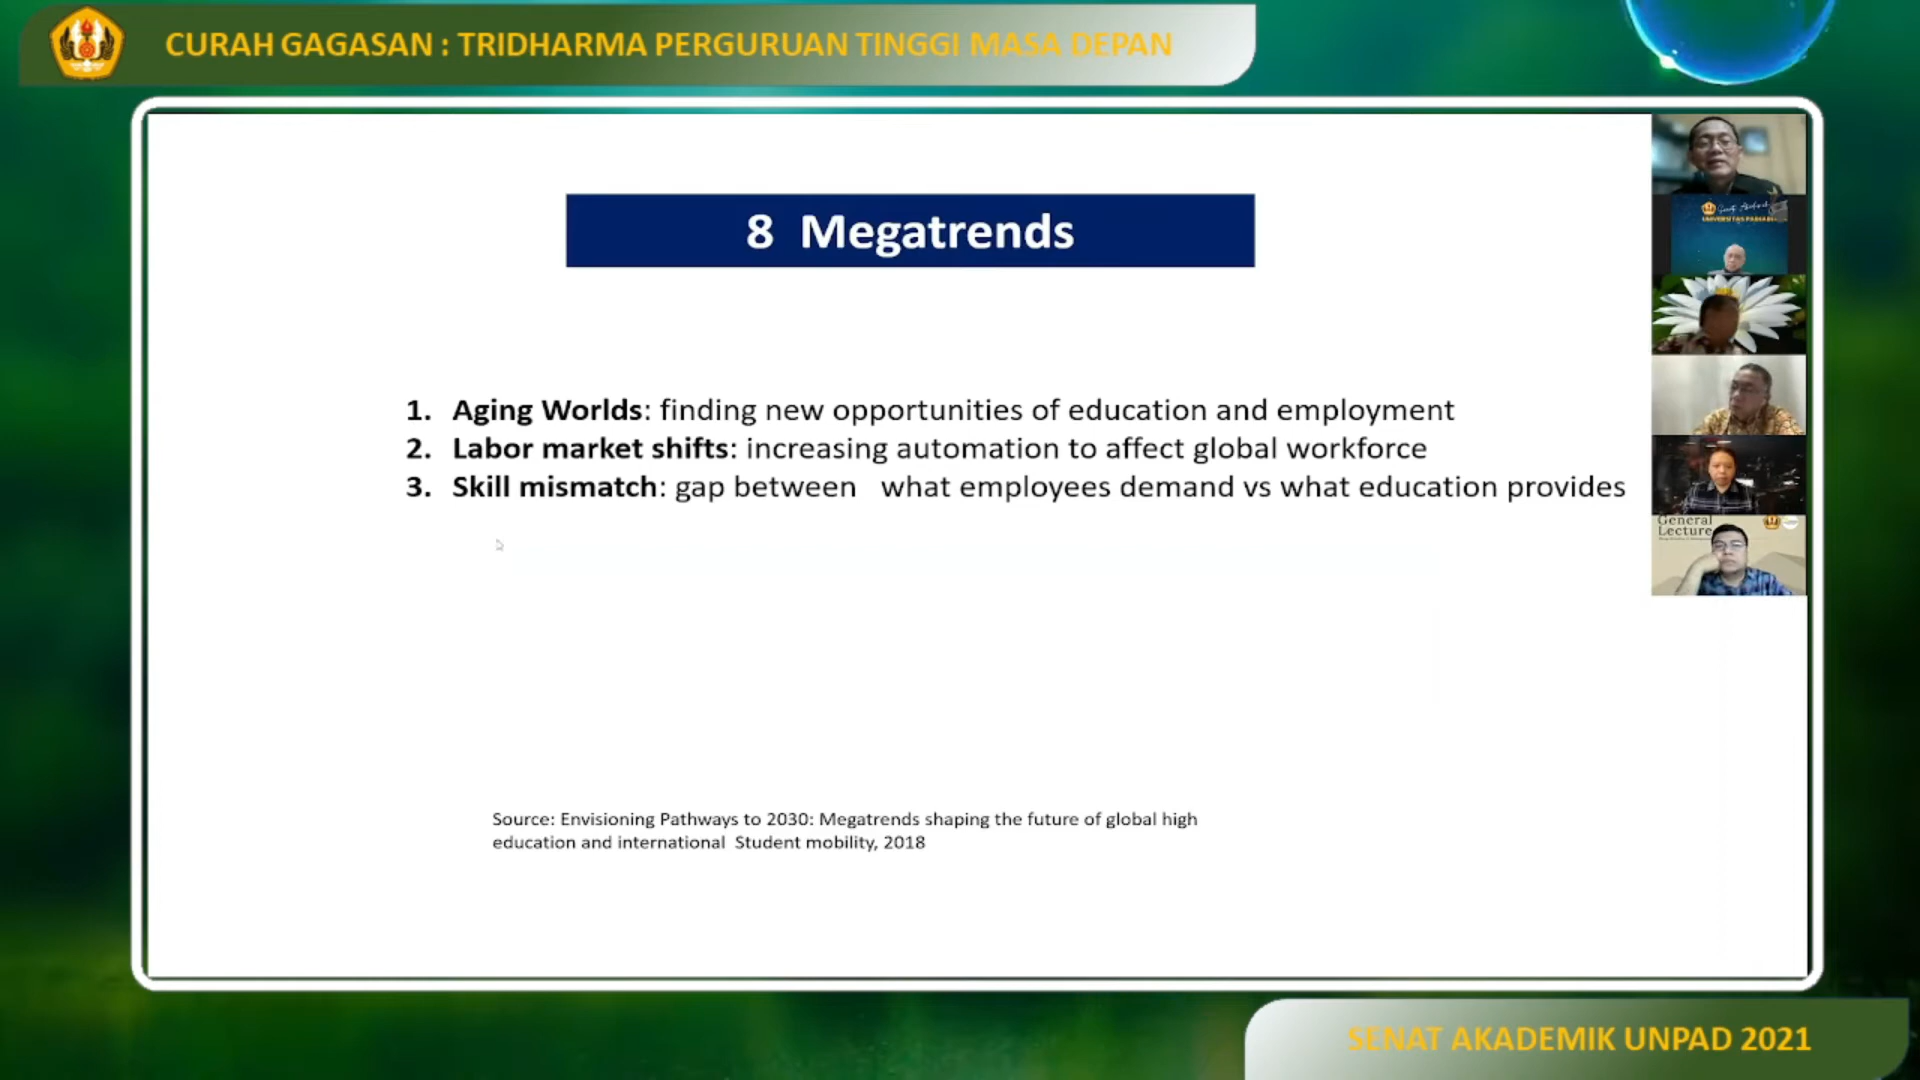 CURAH GAGASAN : TRIDHARMA PERGURUAN TINGGI MASA DEPAN
8 Megatrends
1. Aging Worlds: finding new opportunities of education and employment
2. Labor market shifts: increasing automation to affect global workforce
3. Skill mismatch: gap between what employees demand vs what education provides
Source: Envisioning Pathways to 2030: Megatrends shaping the future of global high
education and international Student mobility, 2018
General
Lecture
SENAT AKADEMIK UNPAD 2021